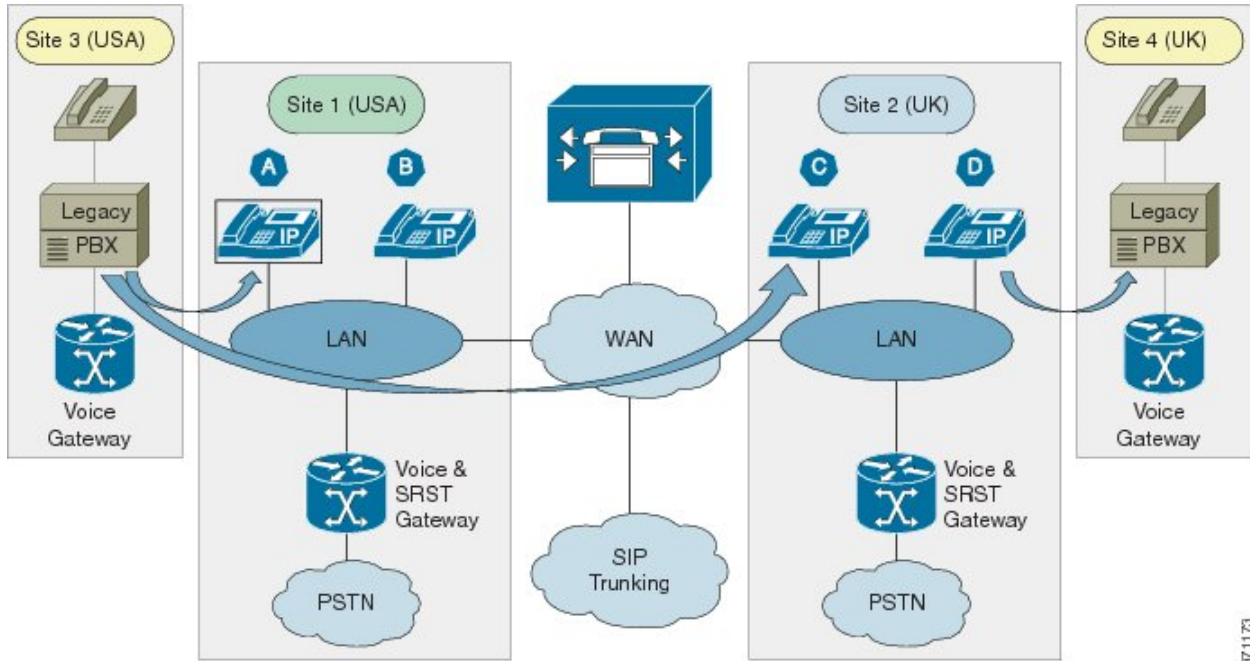 Site 3 (USA)
Site 4 (UK)
Site 1 (USA)
Site 2 (UK)
A
B
C
D
IP
IP
IP
IP
Legacy
PBX
Legacy
PBX
LAN
WAN
LAN
Voice
Gateway
Voice
Gateway
Voice &
SRST
Gateway
Voice &
SRST
Gateway
SIP
Trunking
PSTN
PSTN